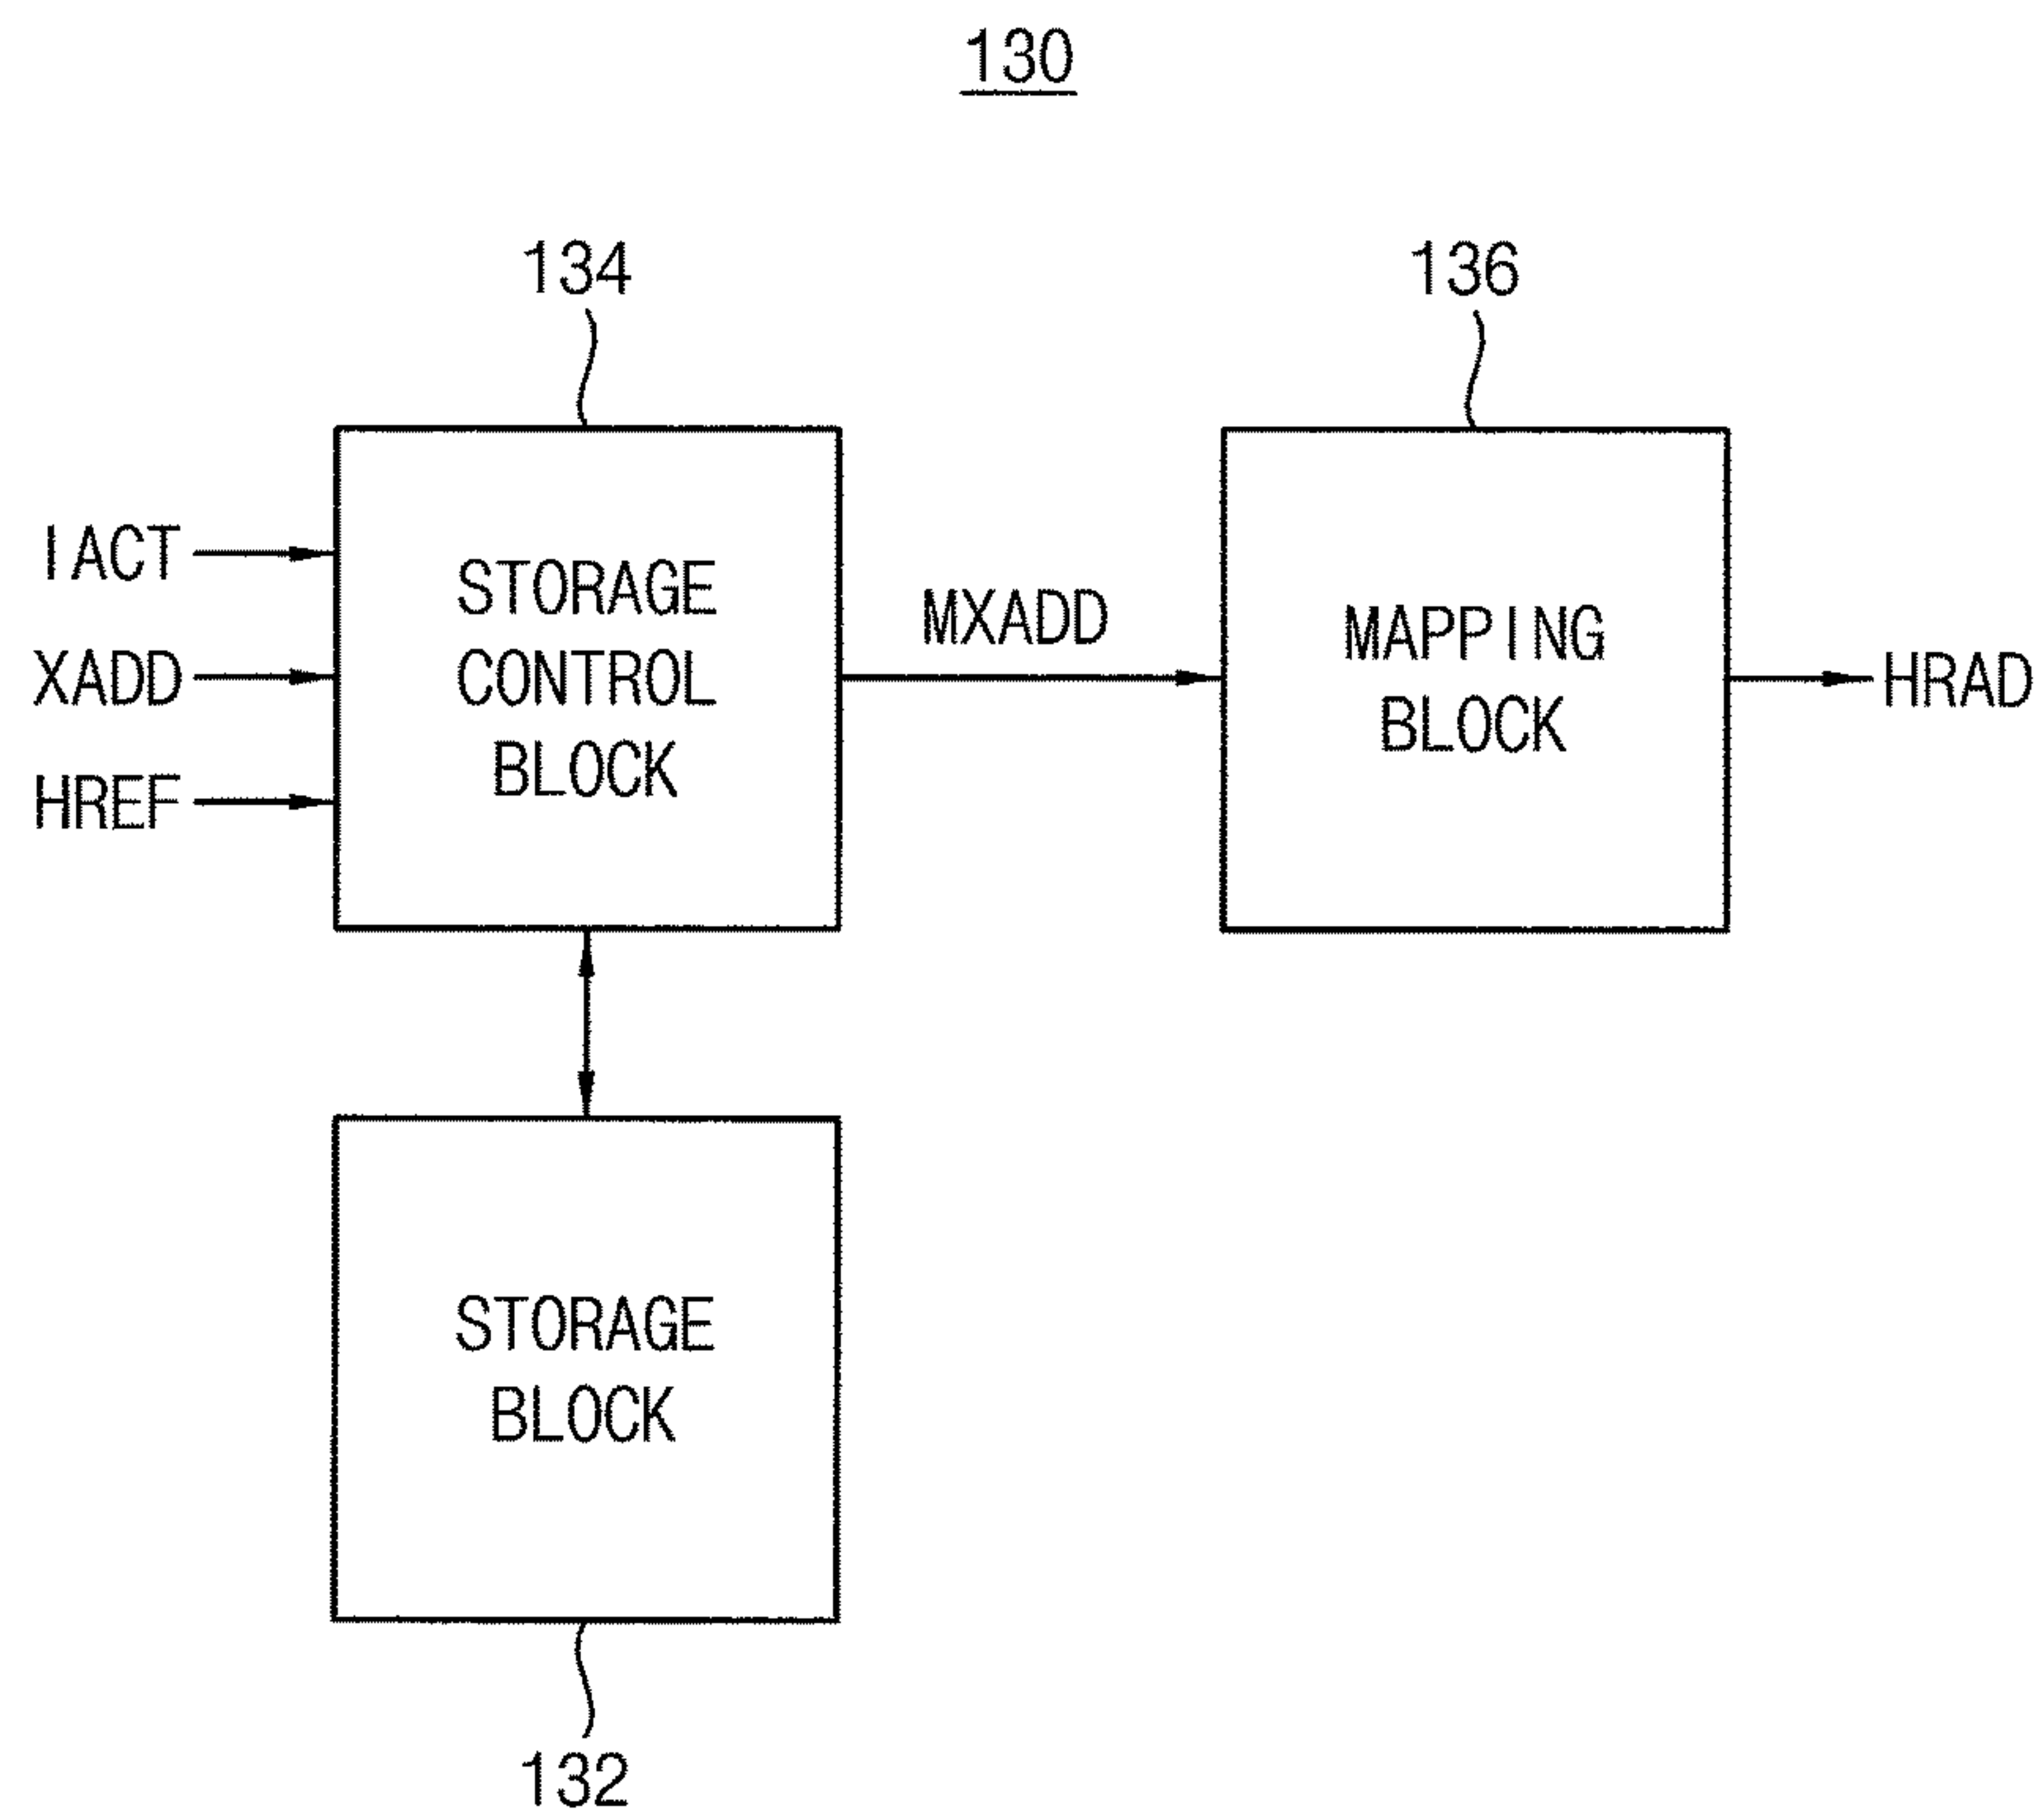 130
134
136
IACT
XADD
HREF
STORAGE
CONTROL
BLOCK
MXADD
MAPPING
BLOCK
HRAD
STORAGE
BLOCK
132